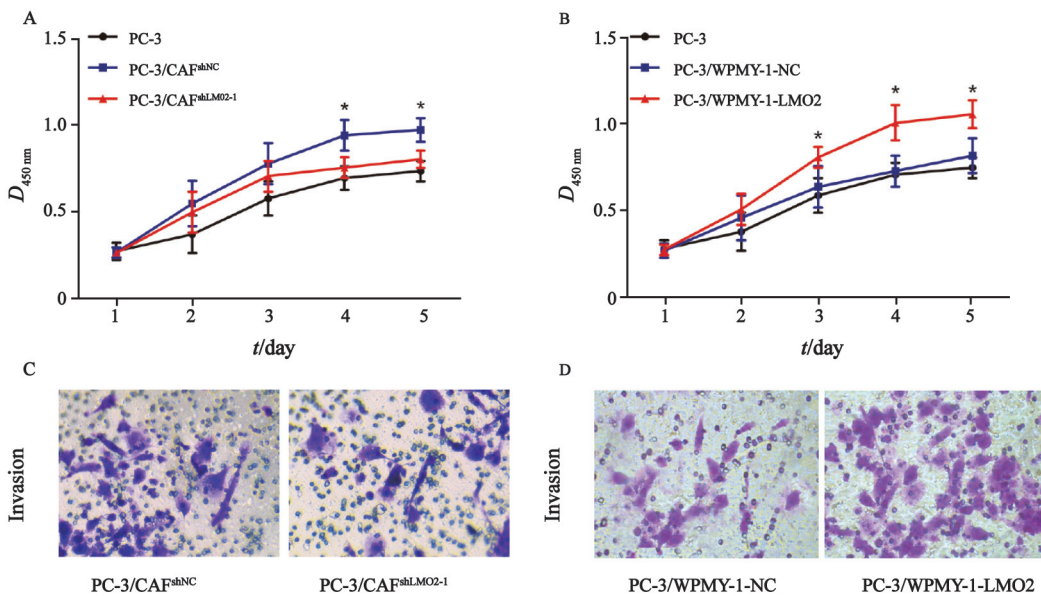 A
PC-3
PC-3/CAFshNC
PC-3/CAFshLM02-1
1.5
1.0
0.5
0
D450 nm
*
*
1 2 3 4 5
t/day
B
PC-3
PC-3/WPMY-1-NC
PC-3/WPMY-1-LMO2
1.5
1.0
0.5
0
D450 nm
*
*
*
1 2 3 4 5
t/day
C
Invasion
PC-3/CAFshNC
PC-3/CAFshLMO2-1
D
Invasion
PC-3/WPMY-1-NC
PC-3/WPMY-1-LMO2